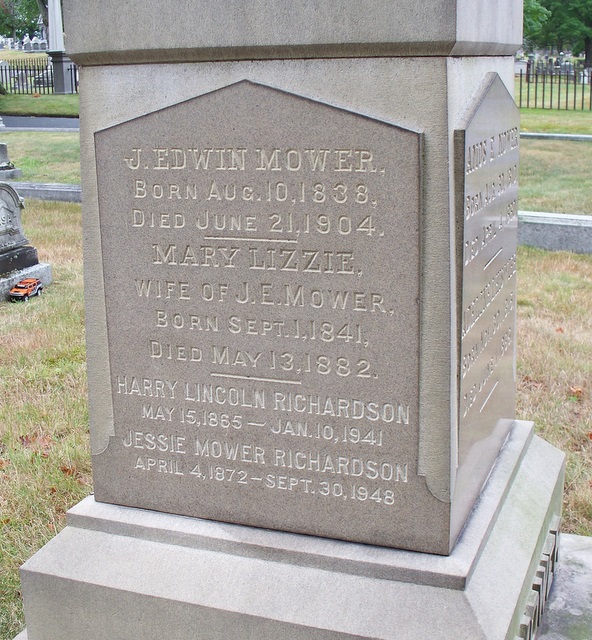 J. EDWIN MOWER,
BORN AUG. 10, 1838,
DIED JUNE 21, 1904.
MARY LIZZIE,
WIFE OF J. E. MOWER,
BORN SEPT. 1, 1841,
DIED MAY 13, 1882.
HARRY LINCOLN RICHARDSON
MAY 15, 1865 — JAN. 10, 1941
JESSIE MOWER RICHARDSON
APRIL 4, 1872 — SEPT. 30, 1948